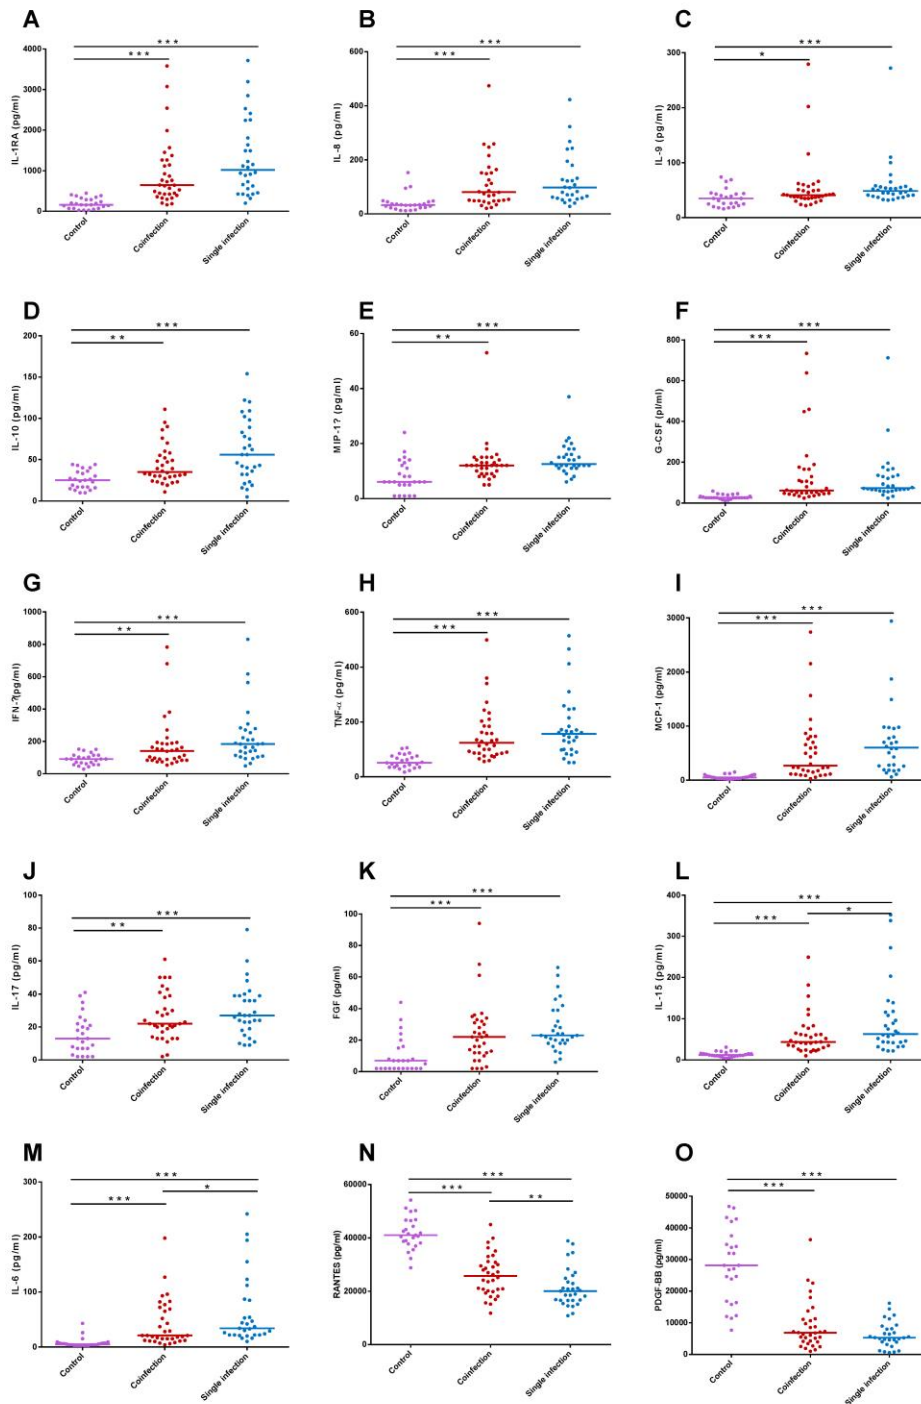 A
4000
3000
2000
1000
0
IL-1RA (pg/ml)
***
***
Control
Coinfection
Single infection
B
600
400
200
0
IL-8 (pg/ml)
***
***
Control
Coinfection
Single infection
C
300
200
100
0
IL-9 (pg/ml)
***
*
Control
Coinfection
Single infection
D
200
150
100
50
0
IL-10 (pg/ml)
***
**
Control
Coinfection
Single infection
E
60
40
20
0
MIP-1? (pg/ml)
***
**
Control
Coinfection
Single infection
F
800
600
400
200
0
G-CSF (pl/ml)
***
***
Control
Coinfection
Single infection
G
1000
800
600
400
200
0
IFN-?(pg/ml)
***
**
Control
Coinfection
Single infection
H
600
400
200
0
TNF-α (pg/ml)
***
***
Control
Coinfection
Single infection
I
3000
2000
1000
0
MCP-1 (pg/ml)
***
***
Control
Coinfection
Single infection
J
100
80
60
40
20
0
IL-17 (pg/ml)
***
**
Control
Coinfection
Single infection
K
100
80
60
40
20
0
FGF (pg/ml)
***
***
Control
Coinfection
Single infection
L
400
300
200
100
0
IL-15 (pg/ml)
***
***
*
Control
Coinfection
Single infection
M
300
200
100
0
IL-6 (pg/ml)
***
*
***
Control
Coinfection
Single infection
N
60000
40000
20000
0
RANTES (pg/ml)
***
***
**
Control
Coinfection
Single infection
O
50000
40000
30000
20000
10000
0
PDGF-BB (pg/ml)
***
***
Control
Coinfection
Single infection